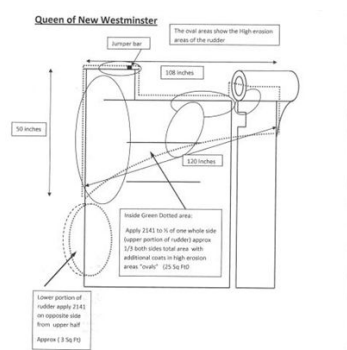 Queen of New Westminster
The oval areas show the High erosion
areas of the rudder
Jumper bar
108 Inches
50 inches
120 Inches
Inside Green Dotted area:
Apply 2141 to ½ of one whole side
(upper portion of rudder) approx
1/3 both sides total area with
additional coats in high erosion
areas "ovals" (25 Sq Ft0
Lower portion of
rudder apply 2141
on opposite side
from upper half
Approx ( 3 Sq Ft)